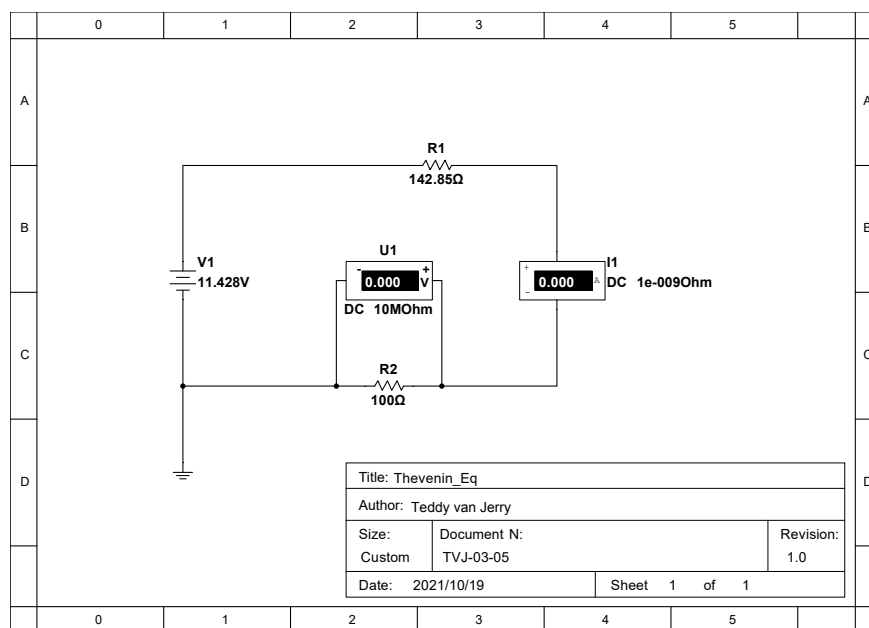 0 1 2 3 4 5
A A
R1
142.85Ω
B B
V1
11.428V
U1
- +
0.000 V
DC 10MOhm
I1
+
0.000 A
-
DC 1e-009Ohm
C C
R2
100Ω
D D
Title: Thevenin_Eq
Author: Teddy van Jerry
Size: Document N: Revision:
Custom TVJ-03-05 1.0
Date: 2021/10/19 Sheet 1 of 1
0 1 2 3 4 5